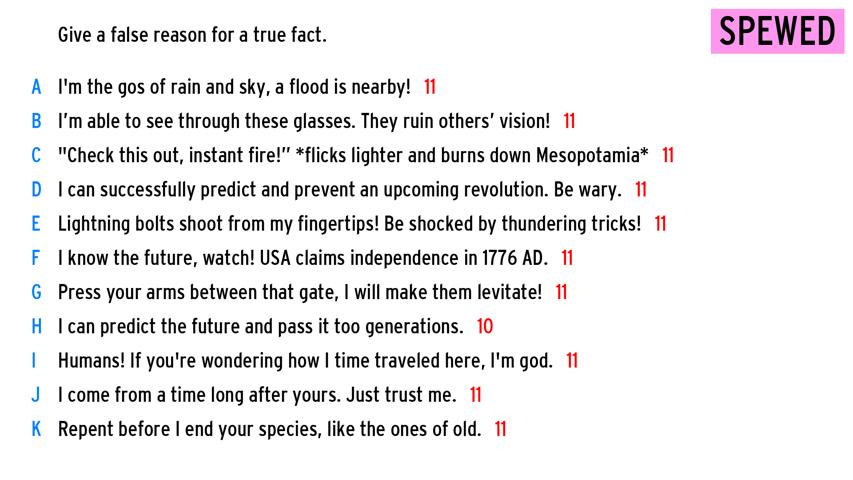 Give a false reason for a true fact.
SPEWED
A I'm the gos of rain and sky, a flood is nearby! 11
B I’m able to see through these glasses. They ruin others’ vision! 11
C "Check this out, instant fire!” *flicks lighter and burns down Mesopotamia* 11
D I can successfully predict and prevent an upcoming revolution. Be wary. 11
E Lightning bolts shoot from my fingertips! Be shocked by thundering tricks! 11
F I know the future, watch! USA claims independence in 1776 AD. 11
G Press your arms between that gate, I will make them levitate! 11
H I can predict the future and pass it too generations. 10
I Humans! If you're wondering how I time traveled here, I'm god. 11
J I come from a time long after yours. Just trust me. 11
K Repent before I end your species, like the ones of old. 11